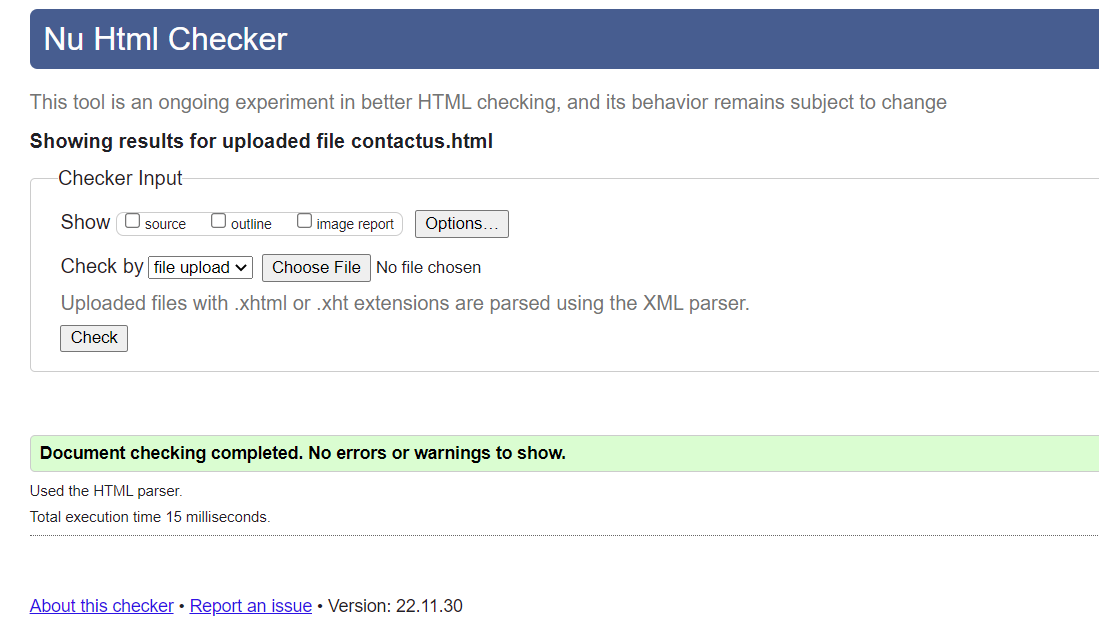 Nu Html Checker
This tool is an ongoing experiment in better HTML checking, and its behavior remains subject to change
Showing results for uploaded file contactus.html
Checker Input
Show source outline image report Options...
Check by file upload Choose File No file chosen
Uploaded files with .xhtml or .xht extensions are parsed using the XML parser.
Check
Document checking completed. No errors or warnings to show.
Used the HTML parser.
Total execution time 15 milliseconds.
About this checker • Report an issue • Version: 22.11.30